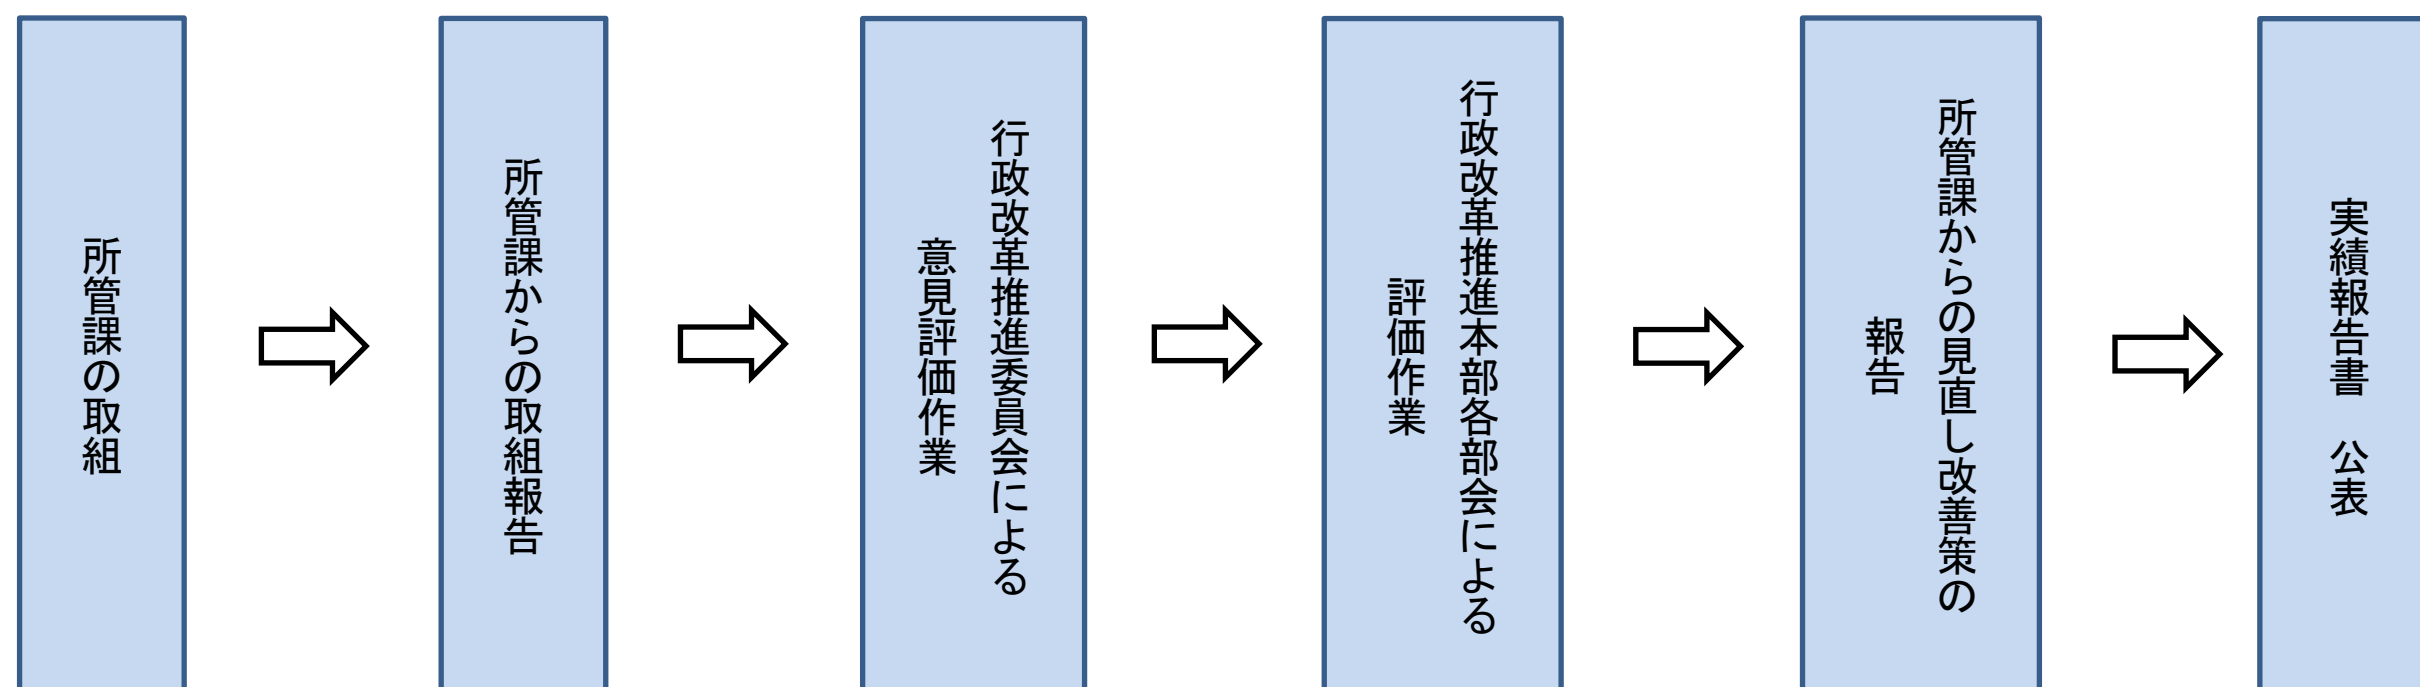 所管課の取組
所管課からの取組報告
行政改革推進委員会による
意見評価作業
行政改革推進本部各部会による
評価作業
所管課からの見直し改善策の
報告
実績報告書　公表